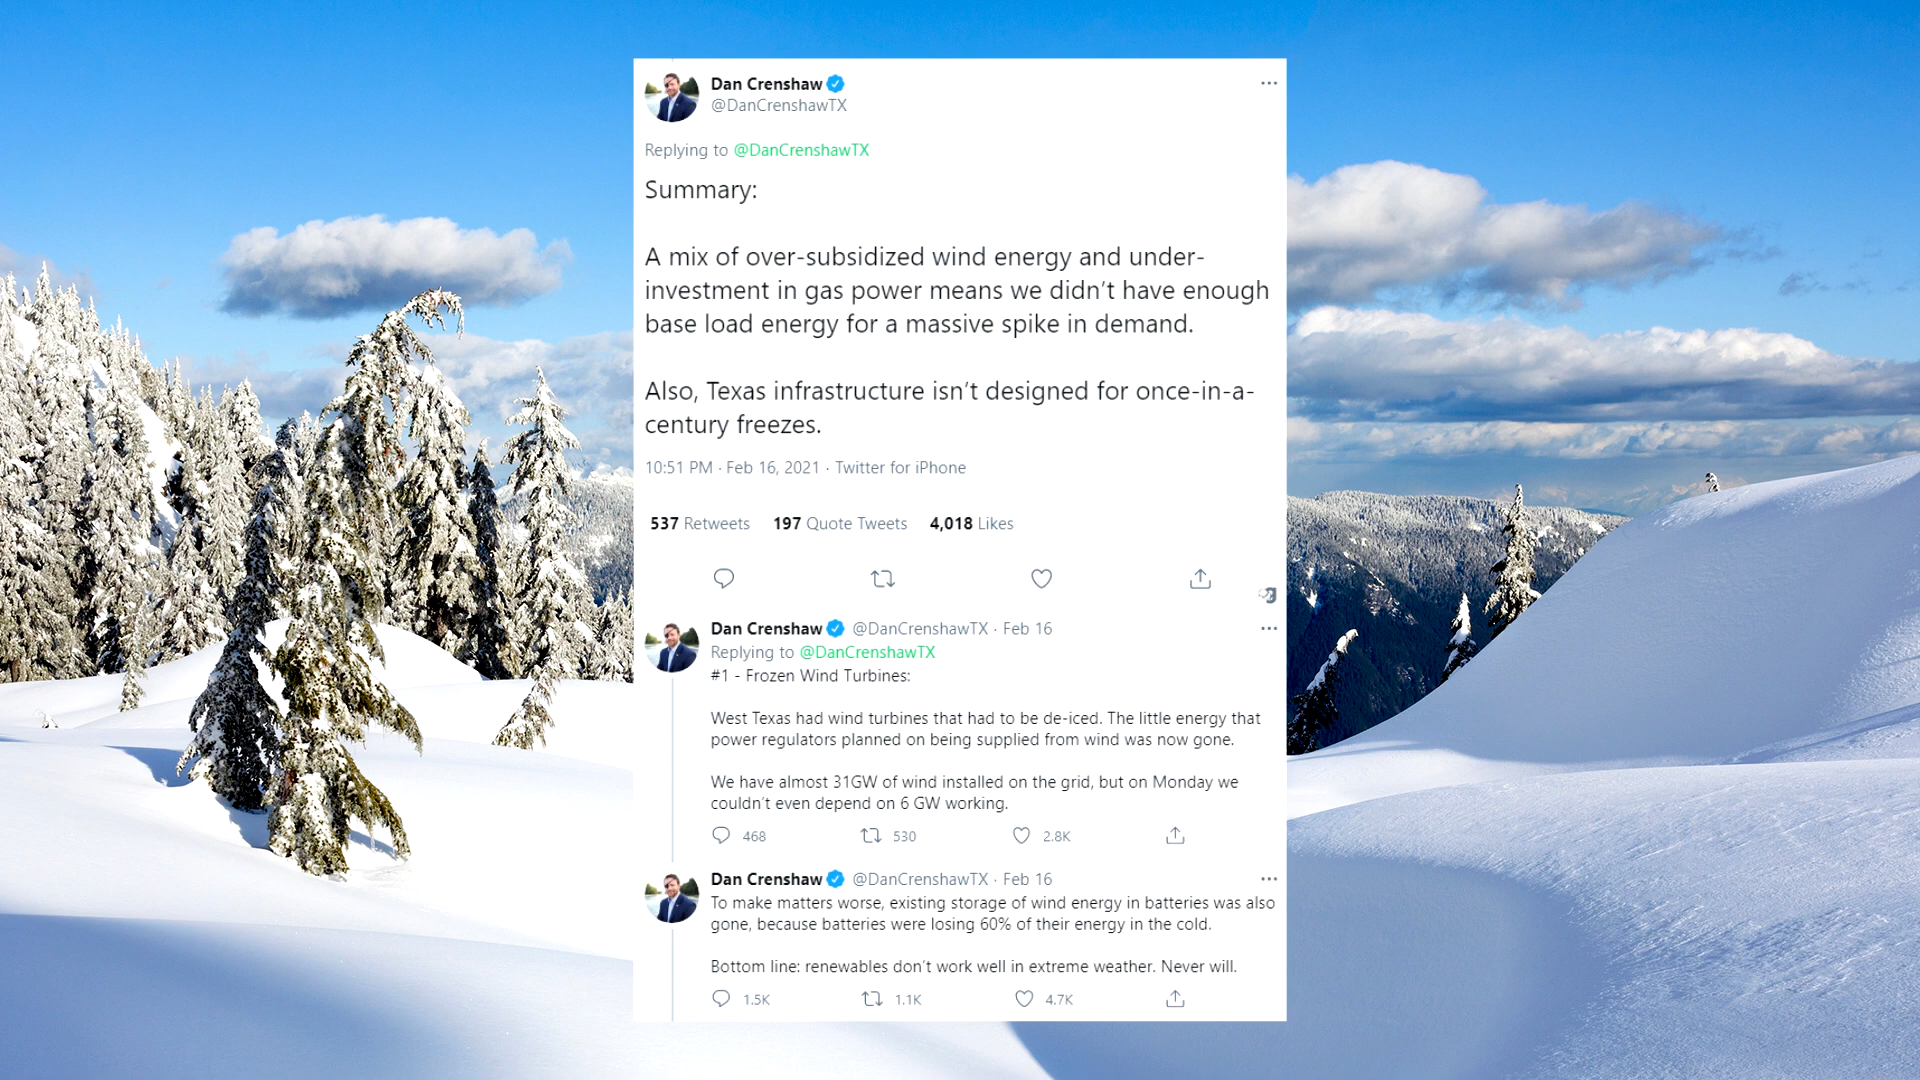 Dan Crenshaw
@DanCrenshawTX
Replying to @DanCrenshawTX
Summary:
A mix of over-subsidized wind energy and under-
investment in gas power means we didn't have enough
base load energy for a massive spike in demand.
Also, Texas infrastructure isn't designed for once-in-a-
century freezes.
10:51 PM · Feb 16, 2021 · Twitter for iPhone
537 Retweets 197 Quote Tweets 4,018 Likes
Dan Crenshaw @DanCrenshawTX · Feb 16
Replying to @DanCrenshawTX
#1 - Frozen Wind Turbines:
West Texas had wind turbines that had to be de-iced. The little energy that
power regulators planned on being supplied from wind was now gone.
We have almost 31GW of wind installed on the grid, but on Monday we
couldn't even depend on 6 GW working.
468 530 2.8K
Dan Crenshaw @DanCrenshawTX · Feb 16
To make matters worse, existing storage of wind energy in batteries was also
gone, because batteries were losing 60% of their energy in the cold.
Bottom line: renewables don't work well in extreme weather. Never will.
1.5K 1.1K 4.7K